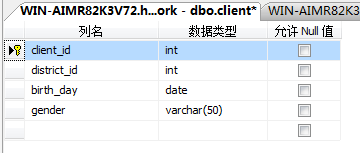 WIN-AIMR82K3V72.h...ork - dbo.client* WIN-AIMR82K3
列名 数据类型 允许 Null 值
client_id int
district_id int
birth_day date
gender varchar(50)